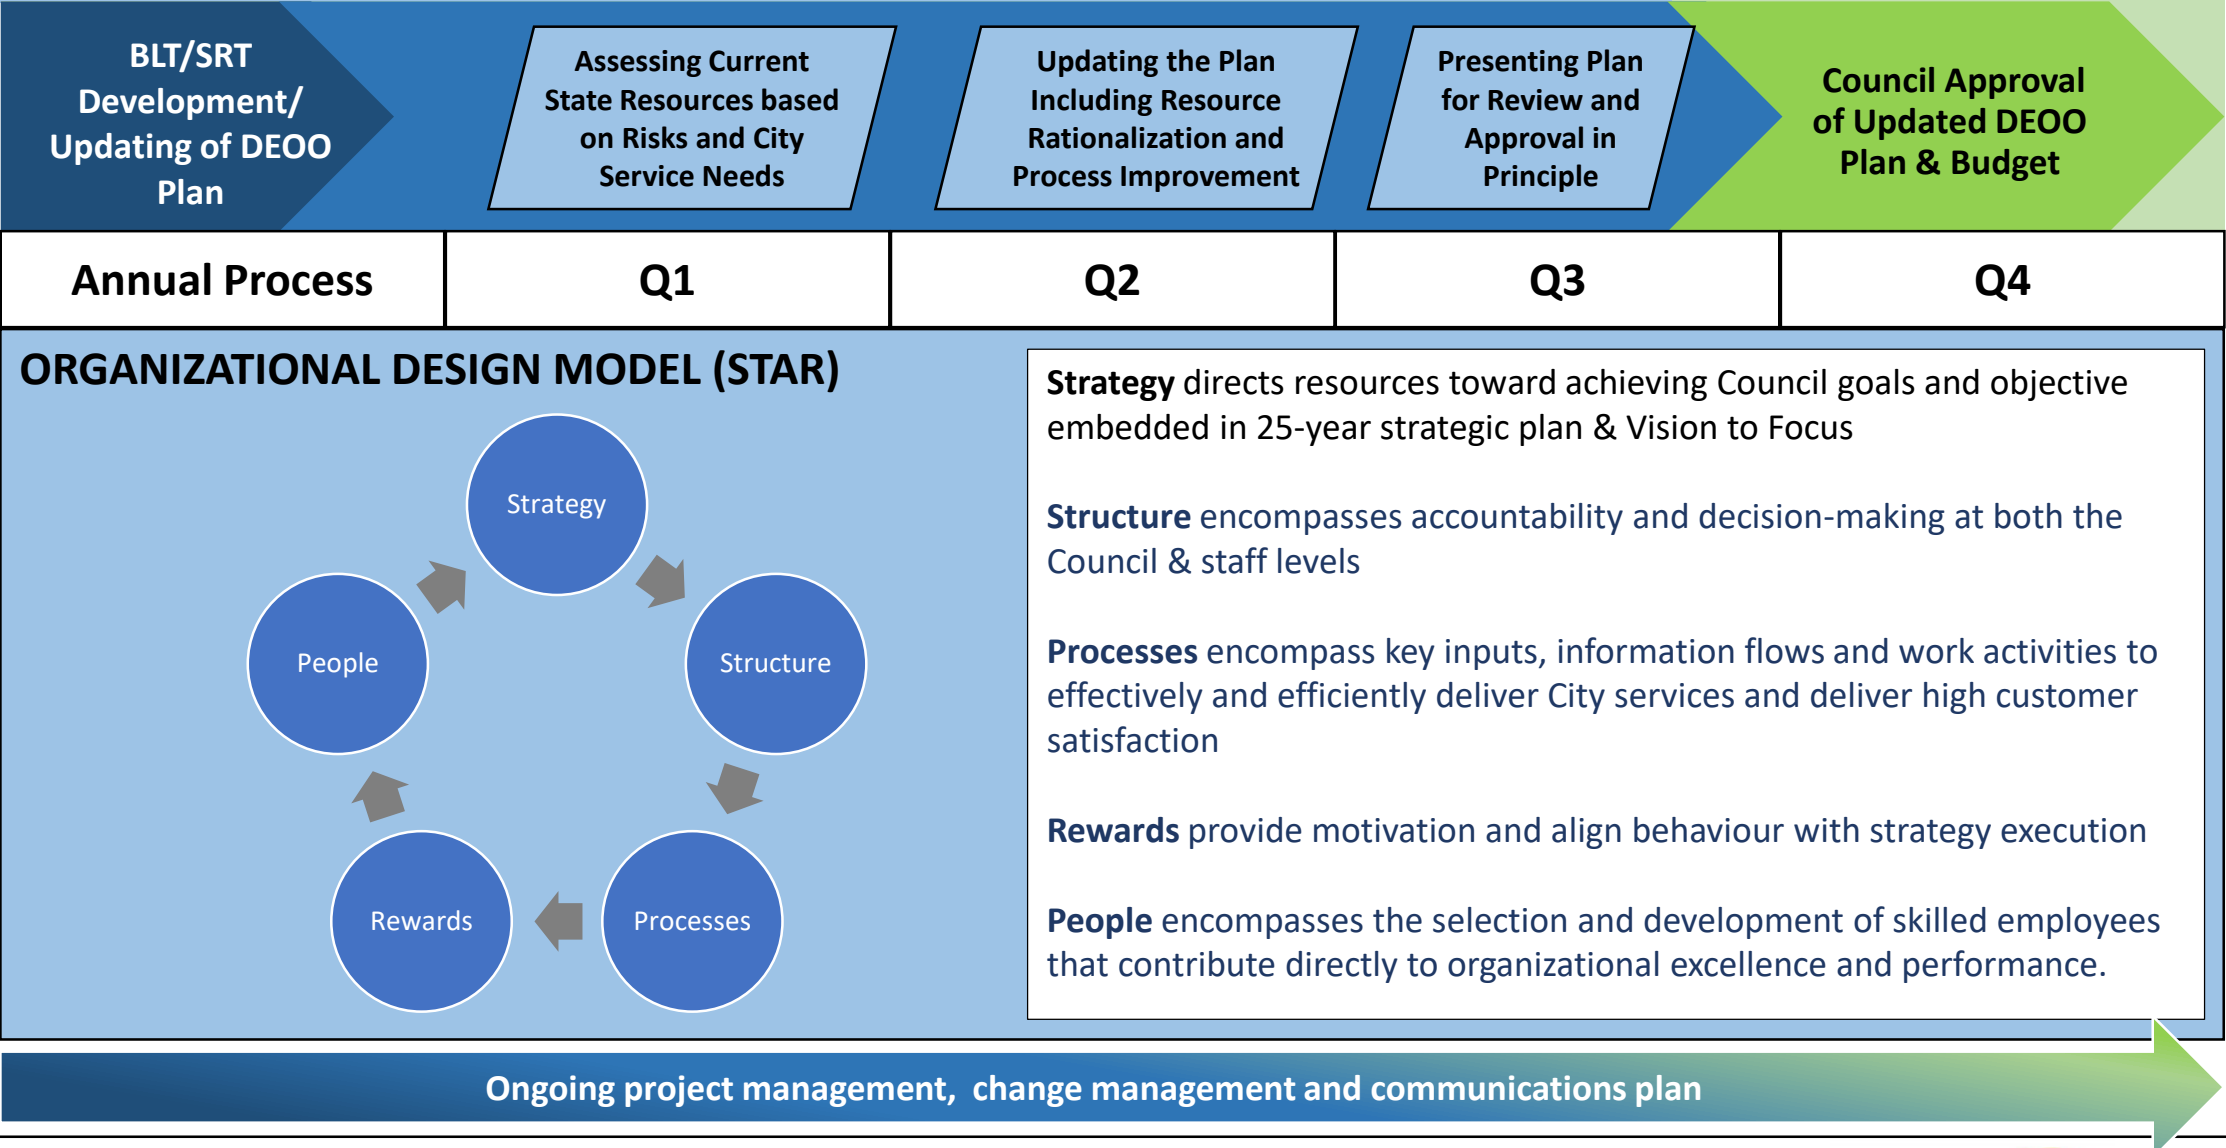 BLT/SRT
Development/
Updating of DEOO
Plan
Assessing Current
State Resources based
on Risks and City
Service Needs
Updating the Plan
Including Resource
Rationalization and
Process Improvement
Presenting Plan
for Review and
Approval in
Principle
Council Approval
of Updated DEOO
Plan & Budget
Annual Process
Q1
Q2
Q3
Q4
ORGANIZATIONAL DESIGN MODEL (STAR)
Strategy
Structure
Processes
Rewards
People
Strategy directs resources toward achieving Council goals and objective
embedded in 25-year strategic plan & Vision to Focus
Structure encompasses accountability and decision-making at both the
Council & staff levels
Processes encompass key inputs, information flows and work activities to
effectively and efficiently deliver City services and deliver high customer
satisfaction
Rewards provide motivation and align behaviour with strategy execution
People encompasses the selection and development of skilled employees
that contribute directly to organizational excellence and performance.
Ongoing project management, change management and communications plan